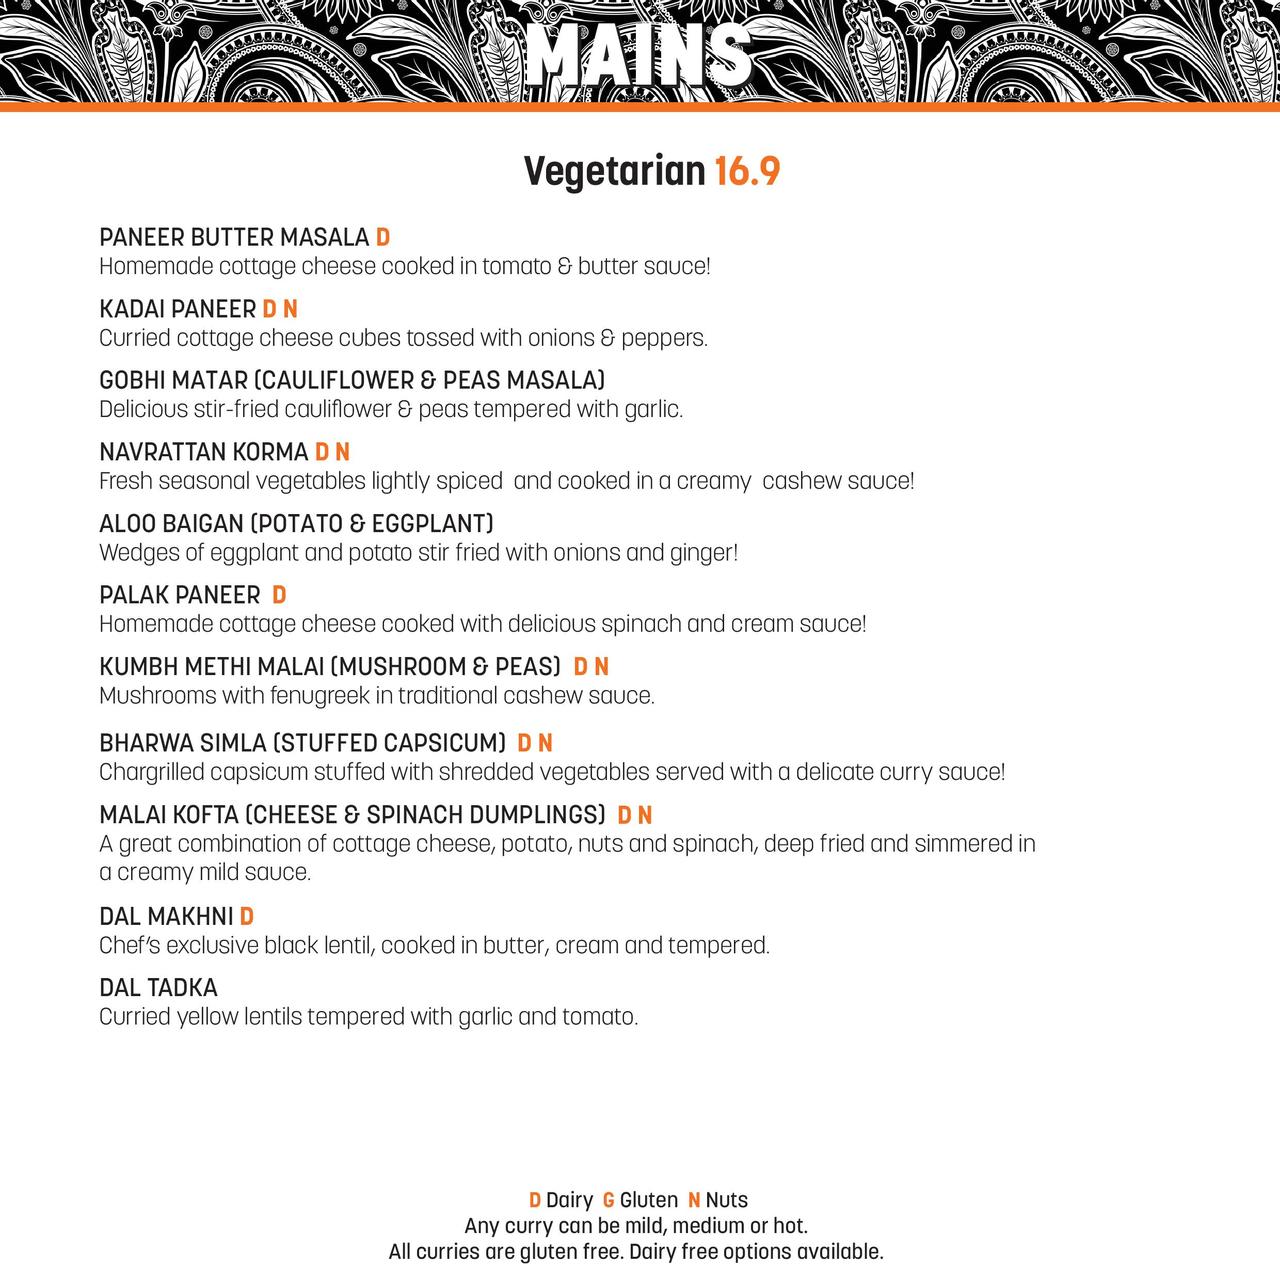 MAINS
Vegetarian 16.9
PANEER BUTTER MASALA D
Homemade cottage cheese cooked in tomato & butter sauce!
KADAI PANEER D N
Curried cottage cheese cubes tossed with onions & peppers.
GOBHI MATAR (CAULIFLOWER & PEAS MASALA)
Delicious stir-fried cauliflower & peas tempered with garlic.
NAVRATTAN KORMA D N
Fresh seasonal vegetables lightly spiced  and cooked in a creamy  cashew sauce!
ALOO BAIGAN (POTATO & EGGPLANT)
Wedges of eggplant and potato stir fried with onions and ginger!
PALAK PANEER  D
Homemade cottage cheese cooked with delicious spinach and cream sauce!
KUMBH METHI MALAI (MUSHROOM & PEAS)  D N
Mushrooms with fenugreek in traditional cashew sauce.
BHARWA SIMLA (STUFFED CAPSICUM)  D N
Chargrilled capsicum stuffed with shredded vegetables served with a delicate curry sauce!
MALAI KOFTA (CHEESE & SPINACH DUMPLINGS)  D N
A great combination of cottage cheese, potato, nuts and spinach, deep fried and simmered in
a creamy mild sauce.
DAL MAKHNI D
Chef's exclusive black lentil, cooked in butter, cream and tempered.
DAL TADKA
Curried yellow lentils tempered with garlic and tomato.
D Dairy  G Gluten  N Nuts
Any curry can be mild, medium or hot.
All curries are gluten free. Dairy free options available.